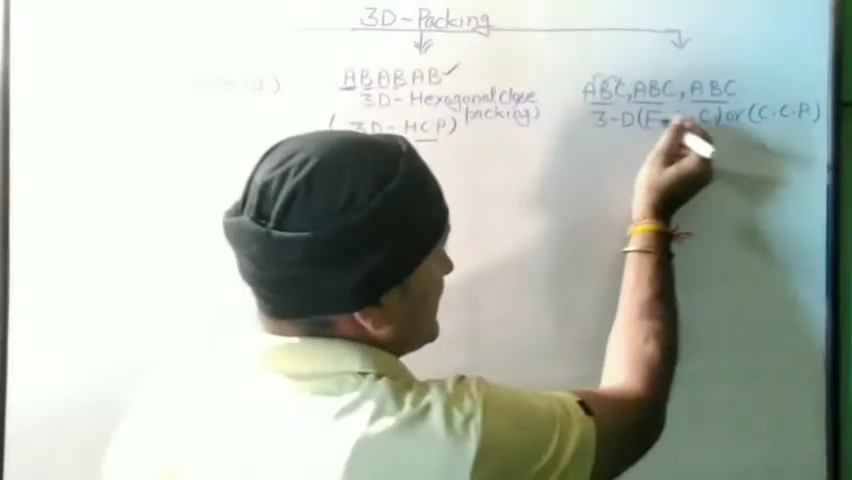 3D-Packing
ABABAB✓
3D-Hexagonal Close
packing)
( 3D-HCP)
ABC, ABC, ABC
3-D(F C) or (C.C.P.)